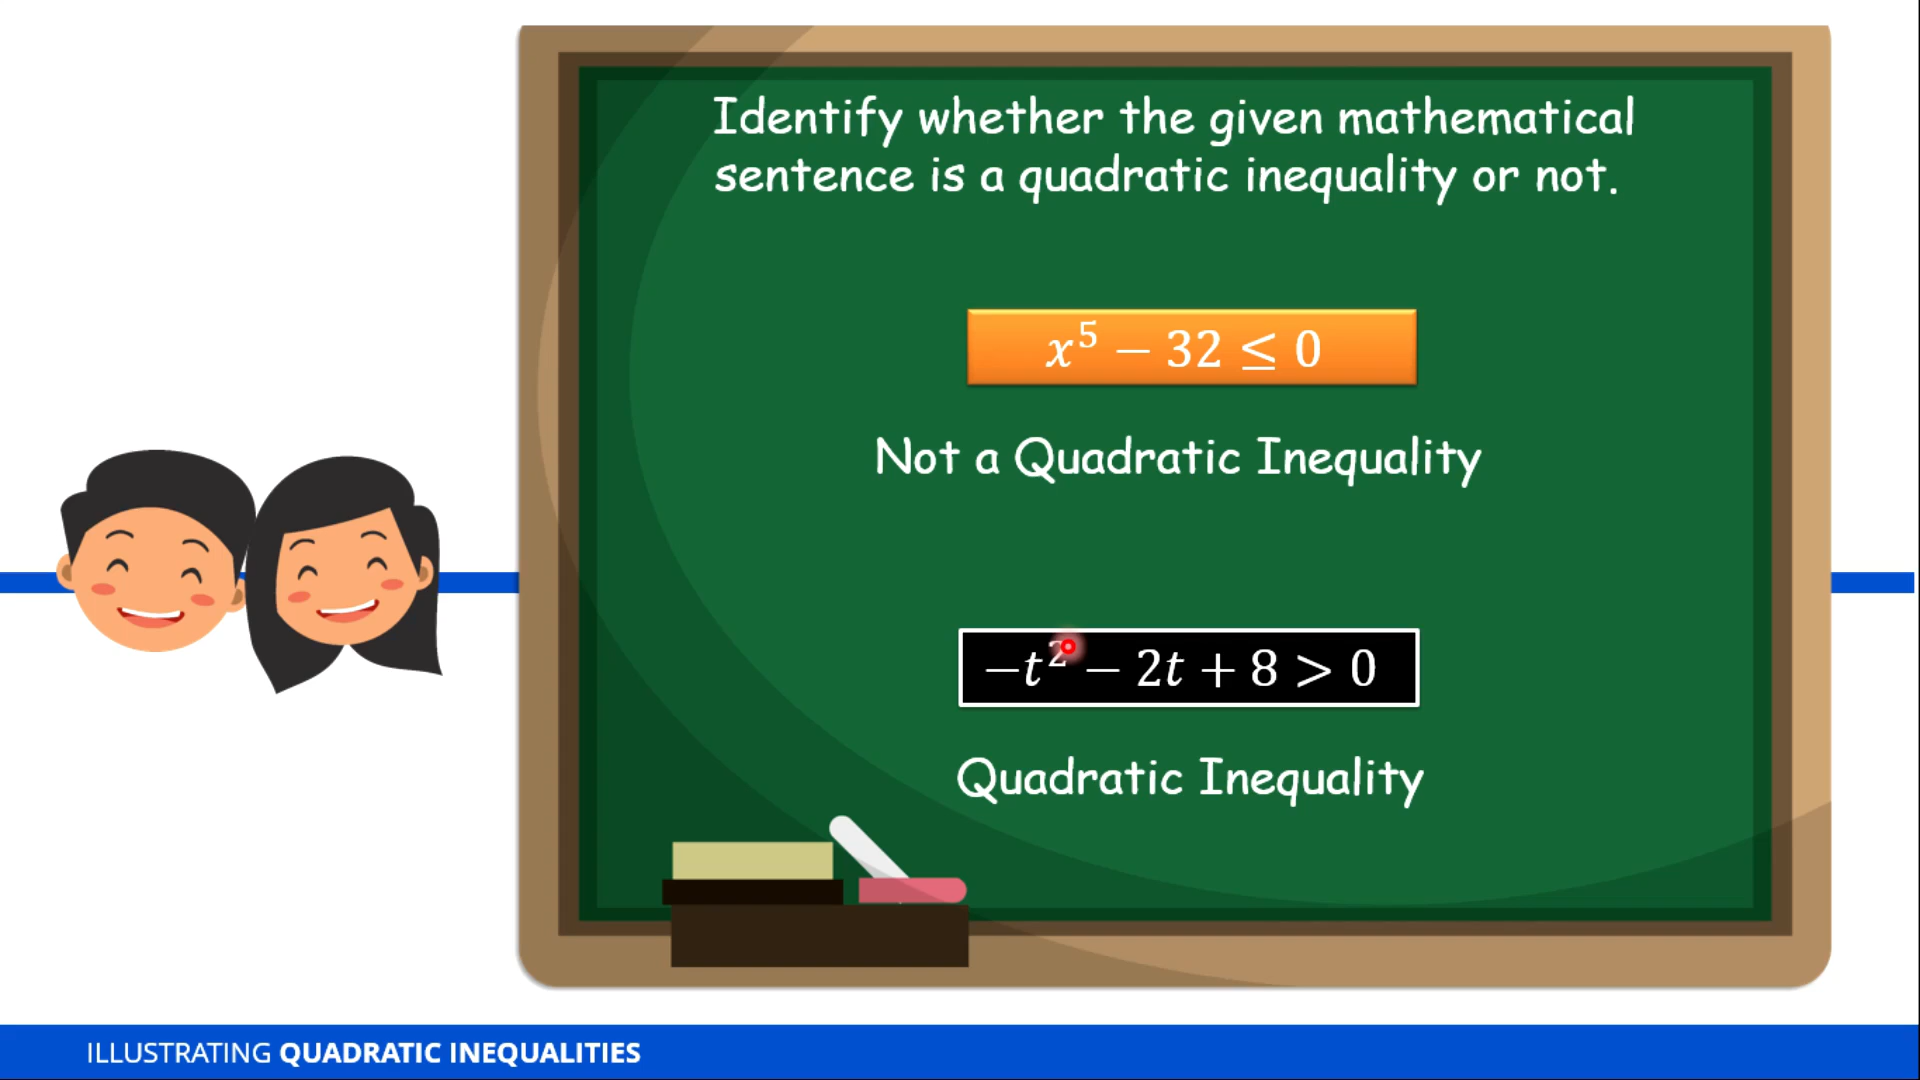 Identify whether the given mathematical
sentence is a quadratic inequality or not.
x⁵ − 32 ≤ 0
Not a Quadratic Inequality
−t² − 2t + 8 > 0
Quadratic Inequality
ILLUSTRATING QUADRATIC INEQUALITIES